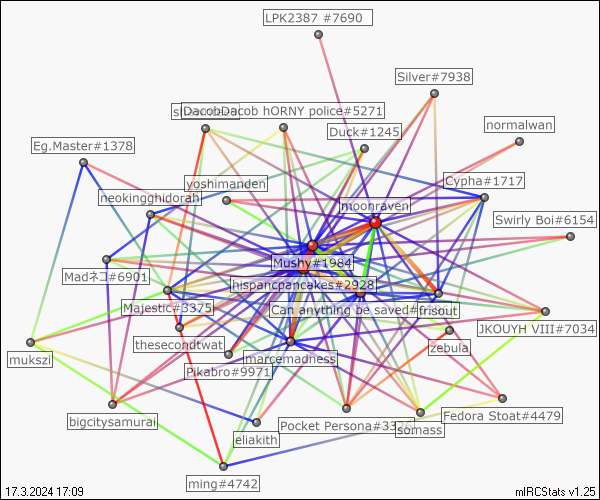 LPK2387 #7690
Silver#7938
DacobDacob hORNY police#5271
Duck#1245
normalwan
Eg.Master#1378
yoshimanden
Cypha#1717
neokingghidorah
moonraven
Swirly Boi#6154
Mushy#1984
Madネコ#6901
hispancpancakes#2928
Majestic#3375
Can anything be saved#
frisout
JKOUYH VIII#7034
thesecondtwat
zebula
mukszi
marcemadness
Pikabro#9971
bigcitysamurai
Pocket Persona#33
Fedora Stoat#4479
somass
eliakith
ming#4742
17.3.2024 17:09
mIRCStats v1.25